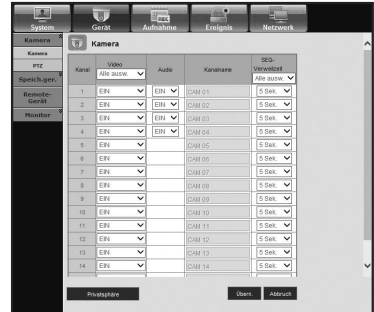 System Gerät Aufnahme Ereignis Netzwerk
Kamera
Kamera
PTZ
Speich.ger.
Remote-
Gerät
Monitor
Kamera
Kanal Video Audio Kanalname SEQ-Verweilzeit
Alle ausw. Alle ausw.
1 EIN EIN CAM 01 5 Sek.
2 EIN EIN CAM 02 5 Sek.
3 EIN EIN CAM 03 5 Sek.
4 EIN EIN CAM 04 5 Sek.
5 EIN CAM 05 5 Sek.
6 EIN CAM 06 5 Sek.
7 EIN CAM 07 5 Sek.
8 EIN CAM 08 5 Sek.
9 EIN CAM 09 5 Sek.
10 EIN CAM 10 5 Sek.
11 EIN CAM 11 5 Sek.
12 EIN CAM 12 5 Sek.
13 EIN CAM 13 5 Sek.
14 EIN CAM 14 5 Sek.
Privatsphäre Übern. Abbruch